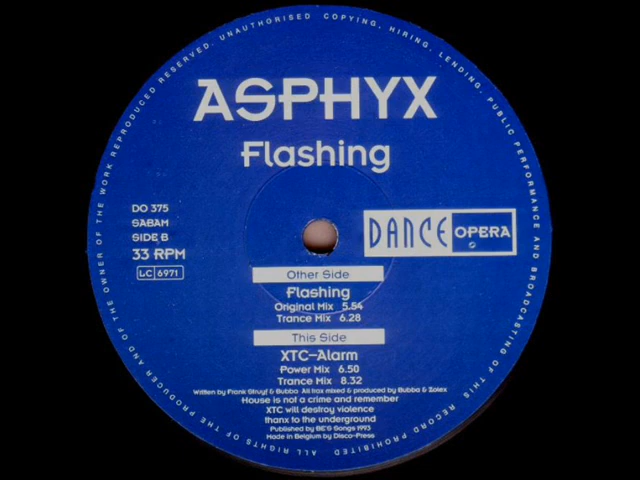 ALL RIGHTS OF THE PRODUCER AND OF THE OWNER OF THE WORK REPRODUCED RESERVED. UNAUTHORISED COPYING, HIRING, LENDING, PUBLIC PERFORMANCE AND BROADCASTING OF THIS RECORD PROHIBITED
ASPHYX
Flashing
DO 375
SABAM
SIDE B
33 RPM
LC 6971
DANCE OPERA
Other Side
Flashing
Original Mix 5.54
Trance Mix 6.28
This Side
XTC-Alarm
Power Mix 6.50
Trance Mix 8.32
Written by Frank Struyf & Bubba All trax mixed & produced by Bubba & Zolex
House is not a crime and remember
XTC will destroy violence
thanx to the underground
Published by BE'S Songs 1993
Made in Belgium by Disco-Press